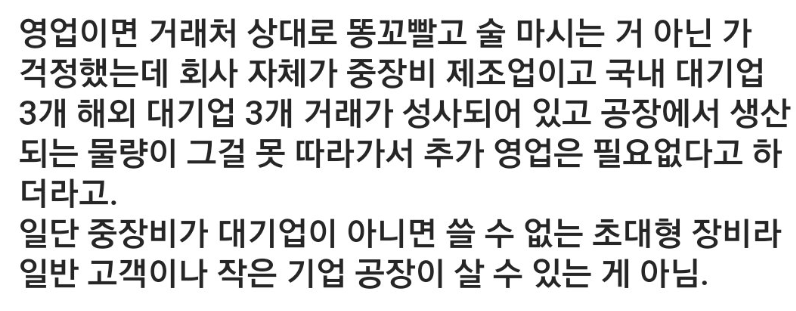 영업이면 거래처 상대로 똥꼬빨고 술 마시는 거 아닌 가
걱정했는데 회사 자체가 중장비 제조업이고 국내 대기업
3개 해외 대기업 3개 거래가 성사되어 있고 공장에서 생산
되는 물량이 그걸 못 따라가서 추가 영업은 필요없다고 하
더라고.
일단 중장비가 대기업이 아니면 쓸 수 없는 초대형 장비라
일반 고객이나 작은 기업 공장이 살 수 있는 게 아님.